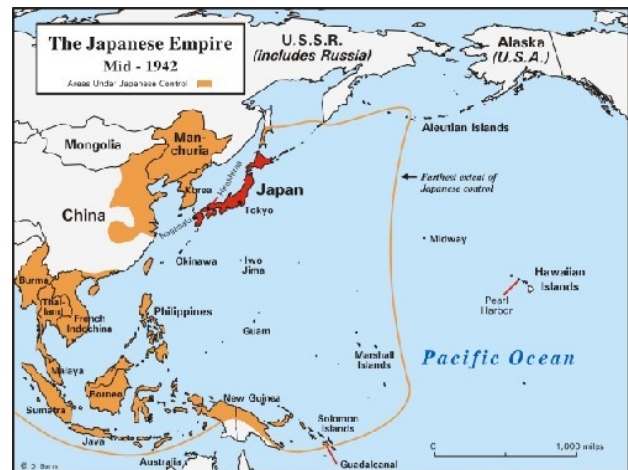 The Japanese Empire
Mid - 1942
Areas Under Japanese Control
U.S.S.R.
(includes Russia)
Alaska
(U.S.A.)
Mongolia
Man-
churia
Aleutian Islands
Korea
Hiroshima
Japan
Farthest extent of
Japanese control
China
Tokyo
Nagasaki
Midway
Okinawa
Iwo
Jima
Hawaiian
Islands
Burma
Thai-
land
French
Indochina
Philippines
Pearl
Harbor
Guam
Marshall
Islands
Pacific Ocean
Malaya
Borneo
New Guinea
Sumatra
Solomon
Islands
Java
0
1,000 miles
Australia
Guadalcanal